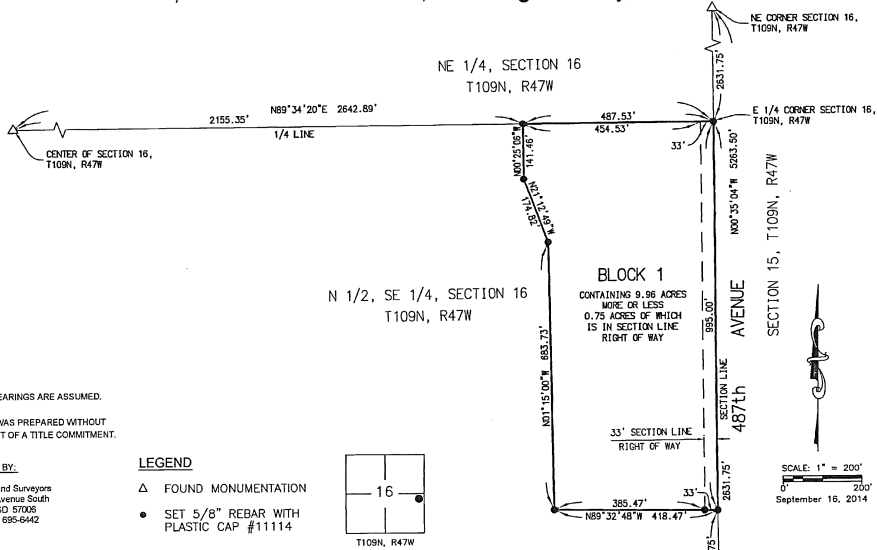 NE CORNER SECTION 16,
T109N, R47W
2631.75'
NE 1/4, SECTION 16
T109N, R47W
N89°34'20"E 2642.89'
2155.35'
1/4 LINE
487.53'
454.53'
33'
E 1/4 CORNER SECTION 16,
T109N, R47W
CENTER OF SECTION 16,
T109N, R47W
N00°25'06"W
141.46'
N21°12'49"W
174.82'
N00°35'04"W 5263.50'
SECTION 15, T109N, R47W
BLOCK 1
CONTAINING 9.96 ACRES
MORE OR LESS
0.75 ACRES OF WHICH
IS IN SECTION LINE
RIGHT OF WAY
N 1/2, SE 1/4, SECTION 16
T109N, R47W
995.00'
487th AVENUE
SECTION LINE
N01°15'00"W 683.73'
33' SECTION LINE
RIGHT OF WAY
2631.75'
EARINGS ARE ASSUMED.
WAS PREPARED WITHOUT
T OF A TITLE COMMITMENT.
BY:
nd Surveyors
venue South
SD 57006
695-6442
LEGEND
△ FOUND MONUMENTATION
● SET 5/8" REBAR WITH
PLASTIC CAP #11114
16
T109N, R47W
385.47'
33'
N89°32'48"W 418.47'
75'
SCALE: 1" = 200'
0' 200'
September 16, 2014